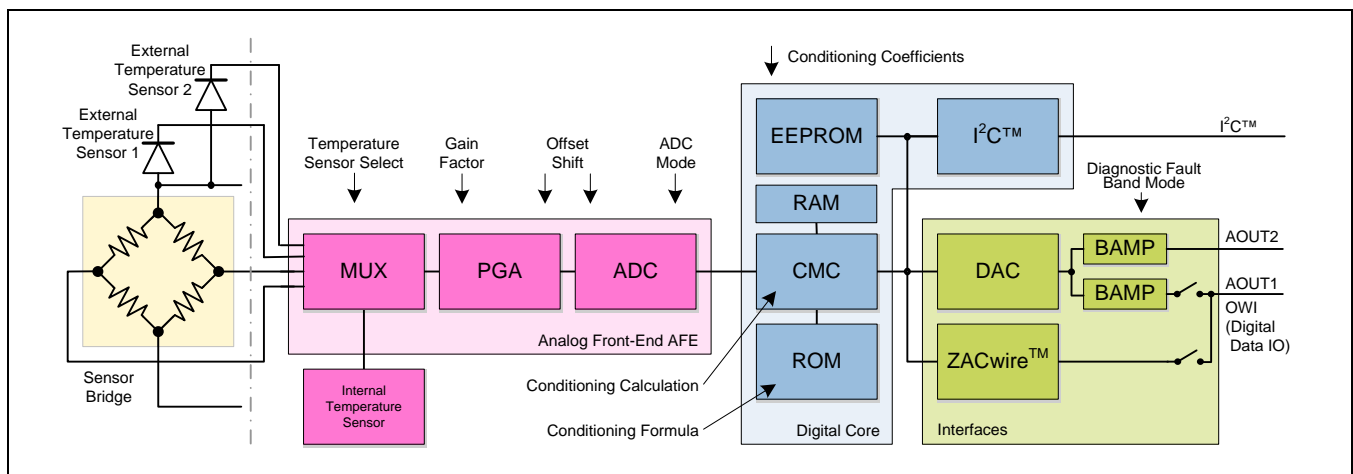 External
Temperature
Sensor 2
External
Temperature
Sensor 1
Sensor
Bridge
Temperature
Sensor Select
Gain
Factor
Offset
Shift
ADC
Mode
MUX
PGA
ADC
Analog Front-End AFE
Internal
Temperature
Sensor
Conditioning Coefficients
EEPROM
I²C™
RAM
CMC
ROM
Conditioning Calculation
Conditioning Formula
Digital Core
I²C™
Diagnostic Fault
Band Mode
DAC
BAMP
BAMP
ZACwire™
Interfaces
AOUT2
AOUT1
OWI
(Digital
Data IO)